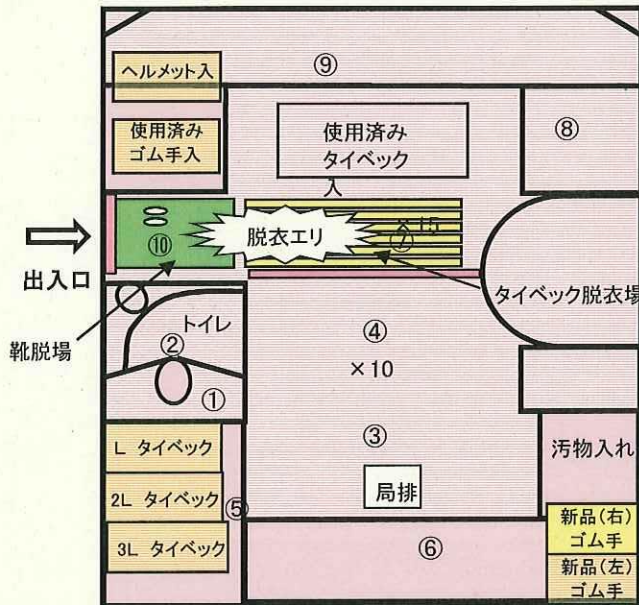 ⑨
ヘルメット入
使用済み
ゴム手入
使用済み
タイベック
入
⑧
出入口
⑩
脱衣エリ
×15
⑦
タイベック脱衣場
靴脱場
トイレ
②
①
④
×10
③
局排
L タイベック
2L タイベック
3L タイベック
⑤
⑥
汚物入れ
新品(右)
ゴム手
新品(左)
ゴム手